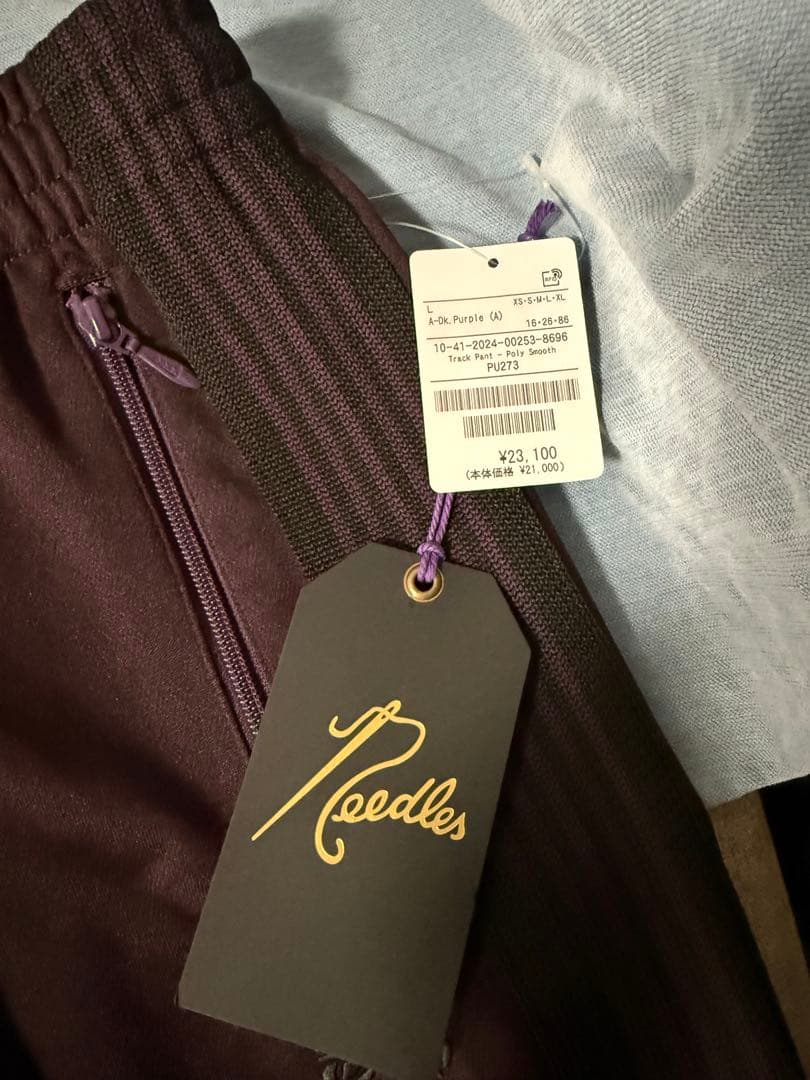 RFID
L XS・S・M・L・XL
A-Dk.Purple (A) 16・26・86
10-41-2024-00253-8696
Track Pant - Poly Smooth
PU273
¥23,100
(本体価格 ¥21,000)
Needles